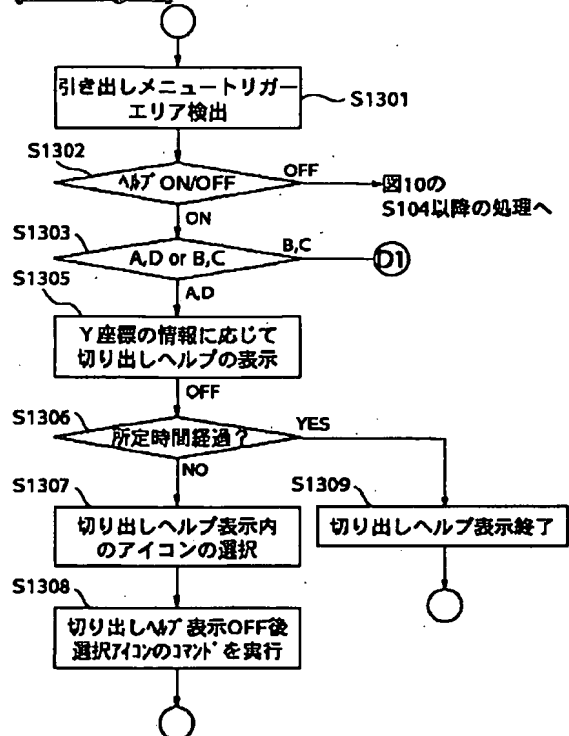 引き出しメニュートリガー
エリア検出
S1301
S1302
ヘルプ ON/OFF
OFF
図10の
S104以降の処理へ
ON
S1303
A,D or B,C
B,C
D1
S1305
A,D
Y座標の情報に応じて
切り出しヘルプの表示
OFF
S1306
所定時間経過？
YES
NO
S1307
切り出しヘルプ表示内
のアイコンの選択
S1309
切り出しヘルプ表示終了
S1308
切り出しヘルプ表示OFF後
選択アイコンのコマンドを実行